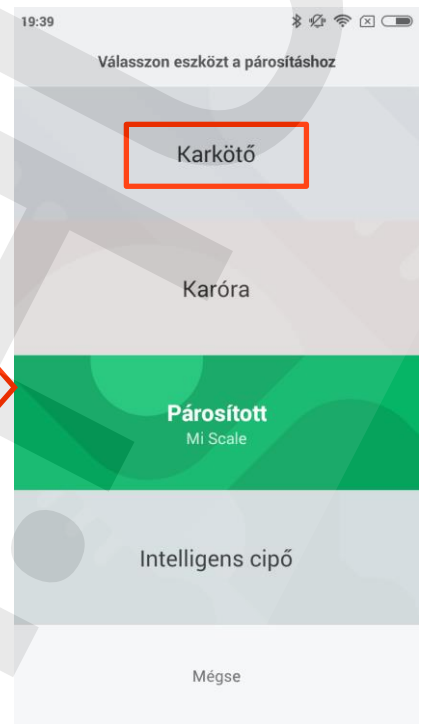 19:39
Válasszon eszközt a párosításhoz
Karkötő
Karóra
Párosított
Mi Scale
Intelligens cipő
Mégse